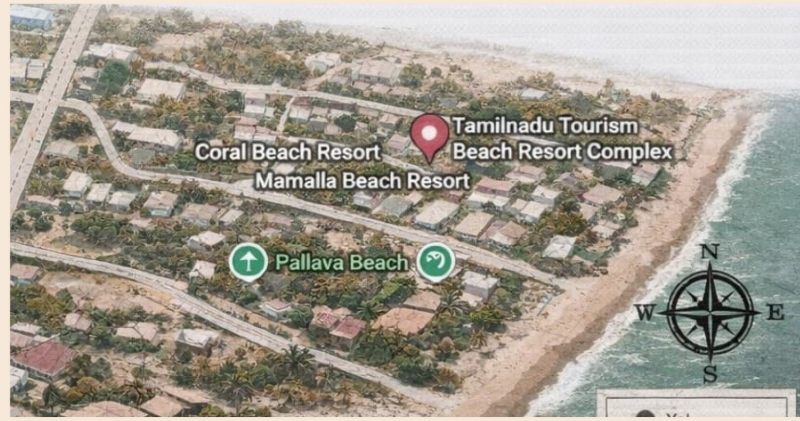 Tamilnadu Tourism
Beach Resort Complex
Coral Beach Resort
Mamalla Beach Resort
Pallava Beach
N
W
E
S